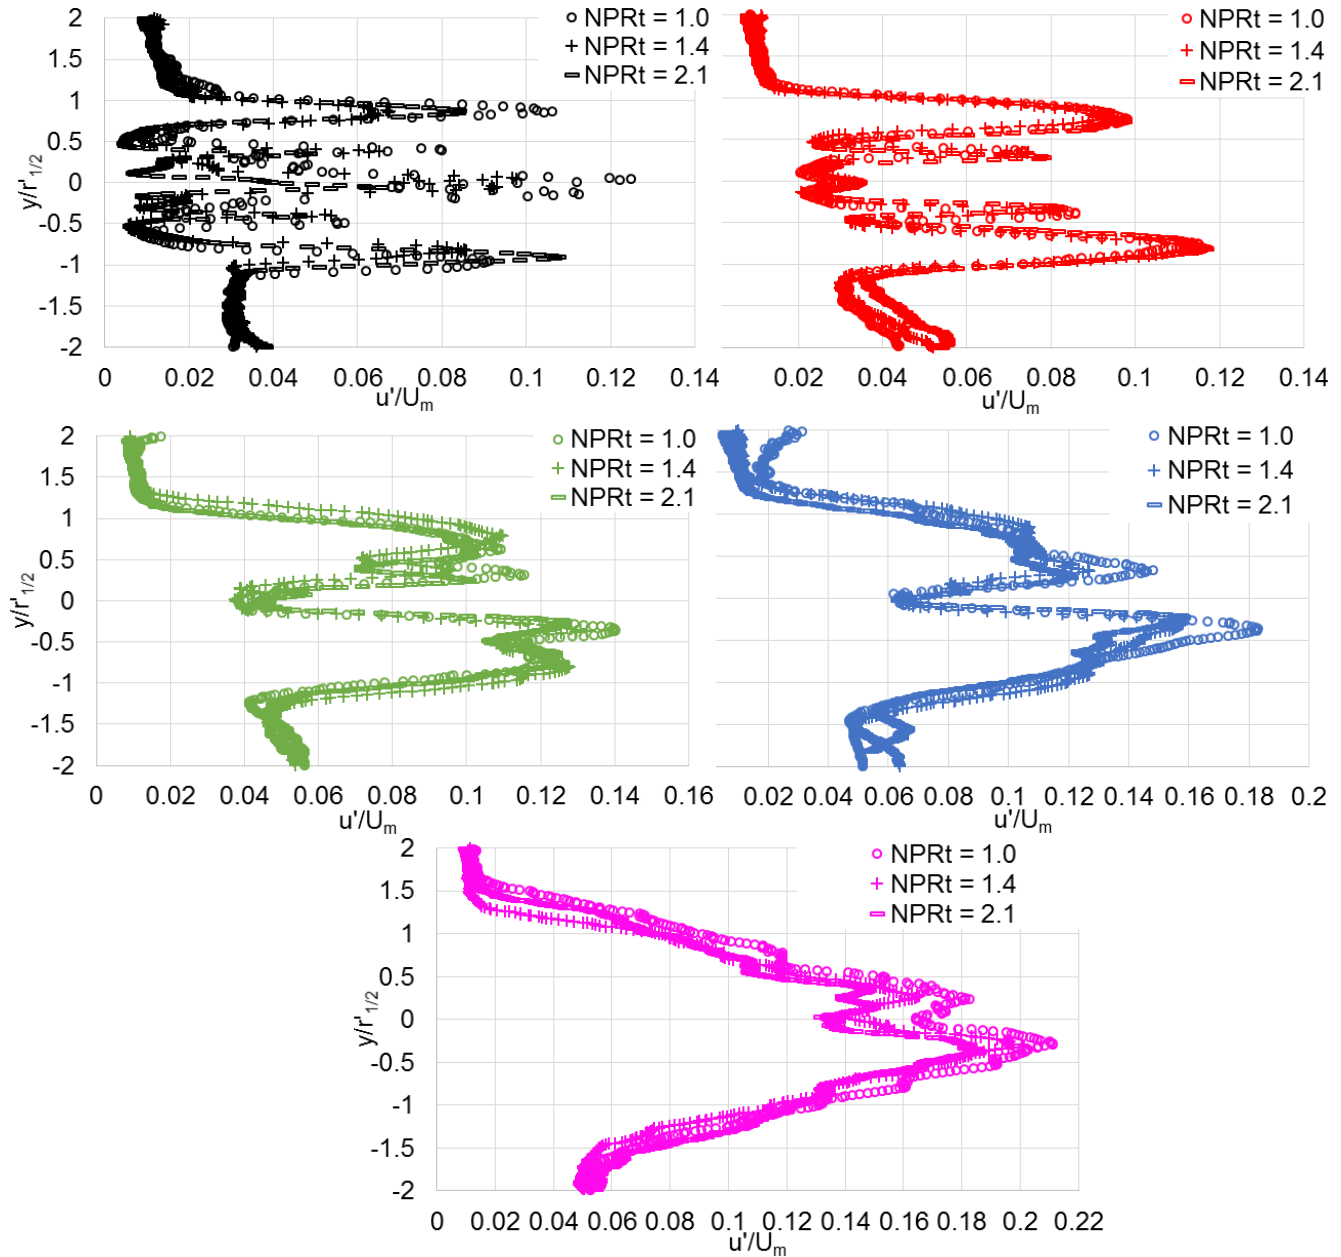 2
1.5
1
0.5
0
-0.5
-1
-1.5
-2
y/r'1/2
0 0.02 0.04 0.06 0.08 0.1 0.12 0.14
u'/Um
NPRt = 1.0
NPRt = 1.4
NPRt = 2.1
0.02 0.04 0.06 0.08 0.1 0.12 0.14
u'/Um
NPRt = 1.0
NPRt = 1.4
NPRt = 2.1
2
1.5
1
0.5
0
-0.5
-1
-1.5
-2
y/r'1/2
0 0.02 0.04 0.06 0.08 0.1 0.12 0.14 0.16
u'/Um
NPRt = 1.0
NPRt = 1.4
NPRt = 2.1
0.02 0.04 0.06 0.08 0.1 0.12 0.14 0.16 0.18 0.2
u'/Um
NPRt = 1.0
NPRt = 1.4
NPRt = 2.1
2
1.5
1
0.5
0
-0.5
-1
-1.5
-2
y/r'1/2
0 0.02 0.04 0.06 0.08 0.1 0.12 0.14 0.16 0.18 0.2 0.22
u'/Um
NPRt = 1.0
NPRt = 1.4
NPRt = 2.1